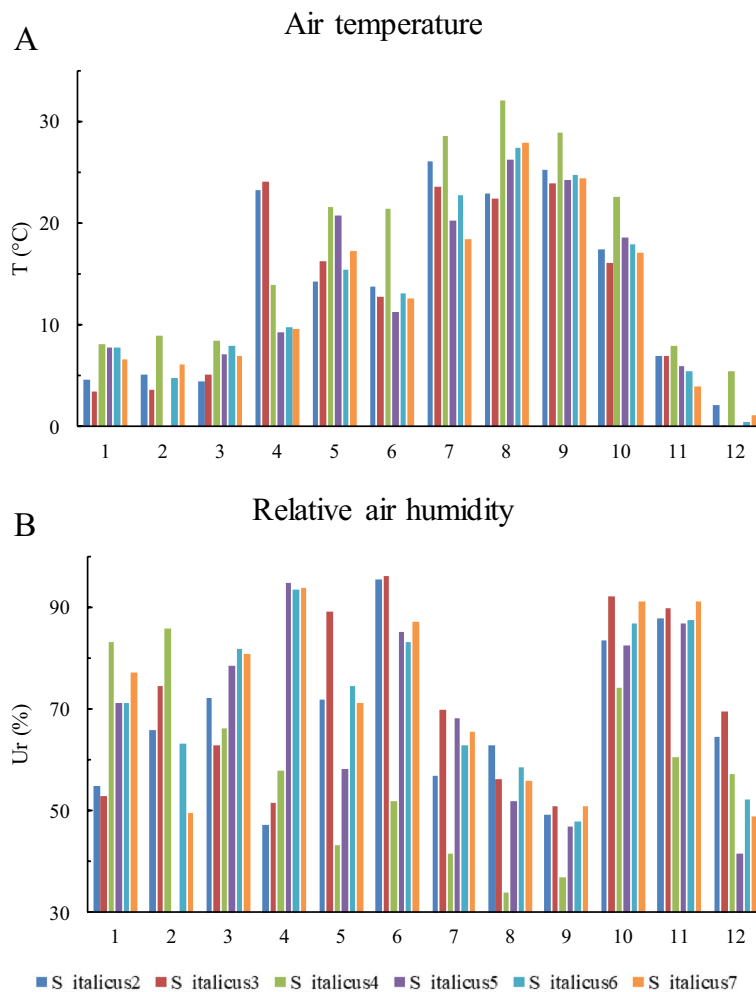 A
Air temperature
T (°C)
30
20
10
0
1 2 3 4 5 6 7 8 9 10 11 12
B
Relative air humidity
Ur (%)
90
70
50
30
1 2 3 4 5 6 7 8 9 10 11 12
S italicus2 S italicus3 S italicus4 S italicus5 S italicus6 S italicus7